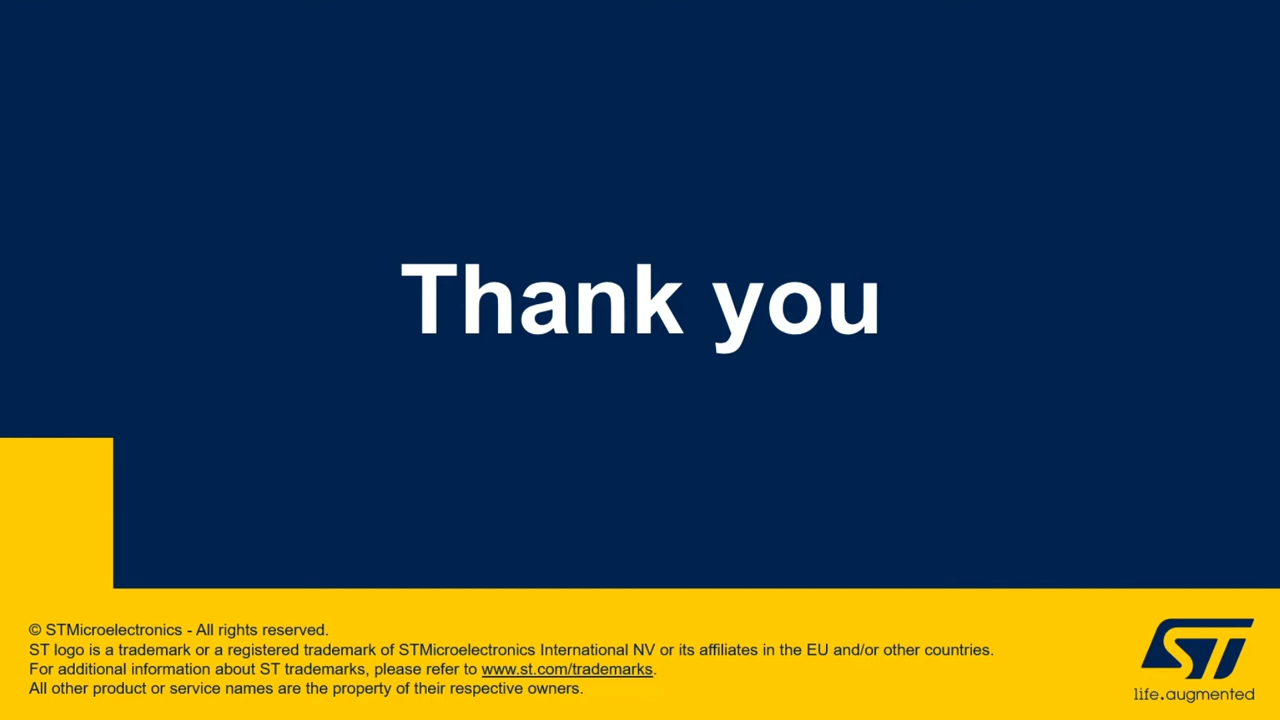 Thank you
© STMicroelectronics - All rights reserved.
ST logo is a trademark or a registered trademark of STMicroelectronics International NV or its affiliates in the EU and/or other countries.
For additional information about ST trademarks, please refer to www.st.com/trademarks.
All other product or service names are the property of their respective owners.
ST
life.augmented